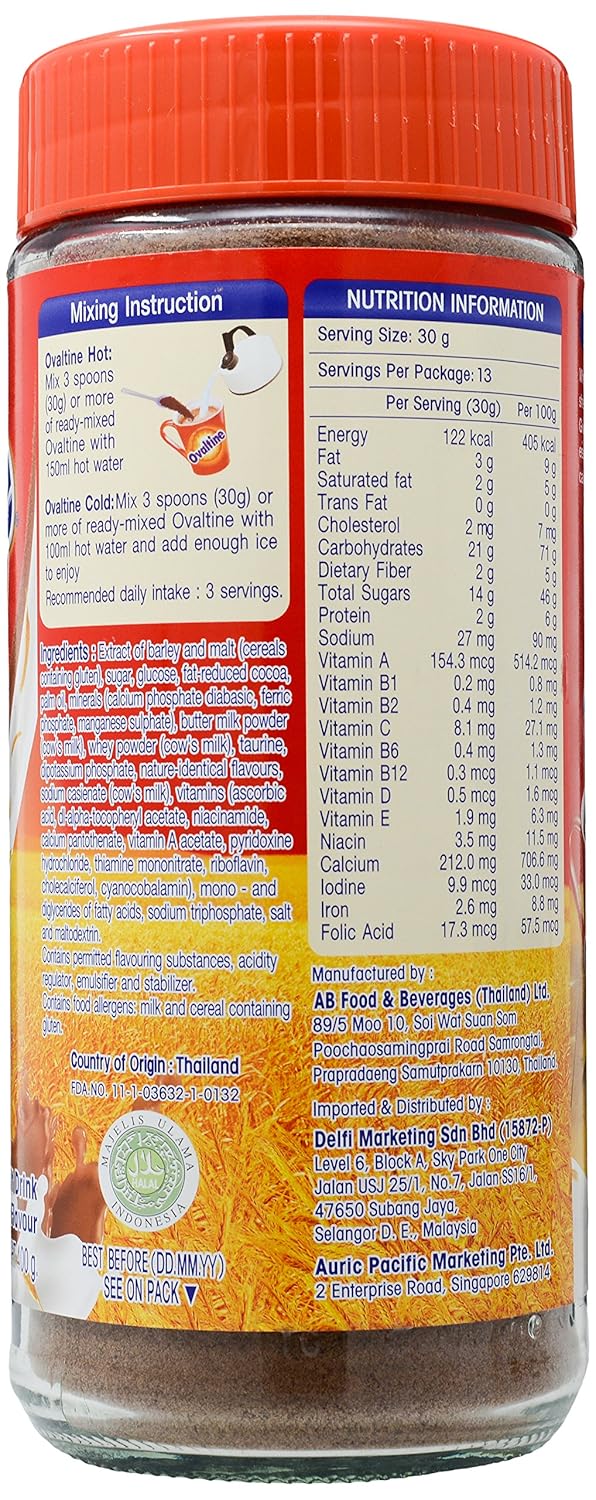 Mixing Instruction
Ovaltine Hot:
Mix 3 spoons
(30g) or more
of ready-mixed
Ovaltine with
150ml hot water
Ovaltine
Ovaltine Cold:Mix 3 spoons (30g) or
more of ready-mixed Ovaltine with
100ml hot water and add enough ice
to enjoy
Recommended daily intake : 3 servings.
Ingredients : Extract of barley and malt (cereals
containing gluten), sugar, glucose, fat-reduced cocoa,
palm oil, minerals (calcium phosphate diabasic, ferric
phosphate, manganese sulphate), butter milk powder
(cow's milk), whey powder (cow's milk), taurine,
dipotassium phosphate, nature-identical flavours,
sodium casienate (cow's milk), vitamins (ascorbic
acid, dl-alpha-tocopheryl acetate, niacinamide,
calcium pantothenate, vitamin A acetate, pyridoxine
hydrochloride, thiamine mononitrate, riboflavin,
cholecalciferol, cyanocobalamin), mono - and
diglycerides of fatty acids, sodium triphosphate, salt
and maltodextrin.
Contains permitted flavouring substances, acidity
regulator, emulsifier and stabilizer.
Contains food allergens: milk and cereal containing
gluten.
Country of Origin : Thailand
FDA.NO. 11-1-03632-1-0132
MAJELIS ULAMA
HALAL
INDONESIA
Drink
avour
00 g.
BEST BEFORE (DD.MM.YY)
SEE ON PACK ▼
NUTRITION INFORMATION
Serving Size: 30 g
Servings Per Package: 13
Per Serving (30g) Per 100g
Energy 122 kcal 405 kcal
Fat 3 g 9 g
Saturated fat 2 g 5 g
Trans Fat 0 g 0 g
Cholesterol 2 mg 7 mg
Carbohydrates 21 g 71 g
Dietary Fiber 2 g 5 g
Total Sugars 14 g 46 g
Protein 2 g 6 g
Sodium 27 mg 90 mg
Vitamin A 154.3 mcg 514.2 mcg
Vitamin B1 0.2 mg 0.8 mg
Vitamin B2 0.4 mg 1.2 mg
Vitamin C 8.1 mg 27.1 mg
Vitamin B6 0.4 mg 1.3 mg
Vitamin B12 0.3 mcg 1.1 mcg
Vitamin D 0.5 mcg 1.6 mcg
Vitamin E 1.9 mg 6.3 mg
Niacin 3.5 mg 11.5 mg
Calcium 212.0 mg 706.6 mg
Iodine 9.9 mcg 33.0 mcg
Iron 2.6 mg 8.8 mg
Folic Acid 17.3 mcg 57.5 mcg
Manufactured by :
AB Food & Beverages (Thailand) Ltd.
89/5 Moo 10, Soi Wat Suan Som
Poochaosamingprai Road Samrongtai,
Prapradaeng Samutprakarn 10130, Thailand.
Imported & Distributed by :
Delfi Marketing Sdn Bhd (15872-P)
Level 6, Block A, Sky Park One City
Jalan USJ 25/1, No.7, Jalan SS16/1,
47650 Subang Jaya,
Selangor D. E., Malaysia
Auric Pacific Marketing Pte. Ltd.
2 Enterprise Road, Singapore 629814